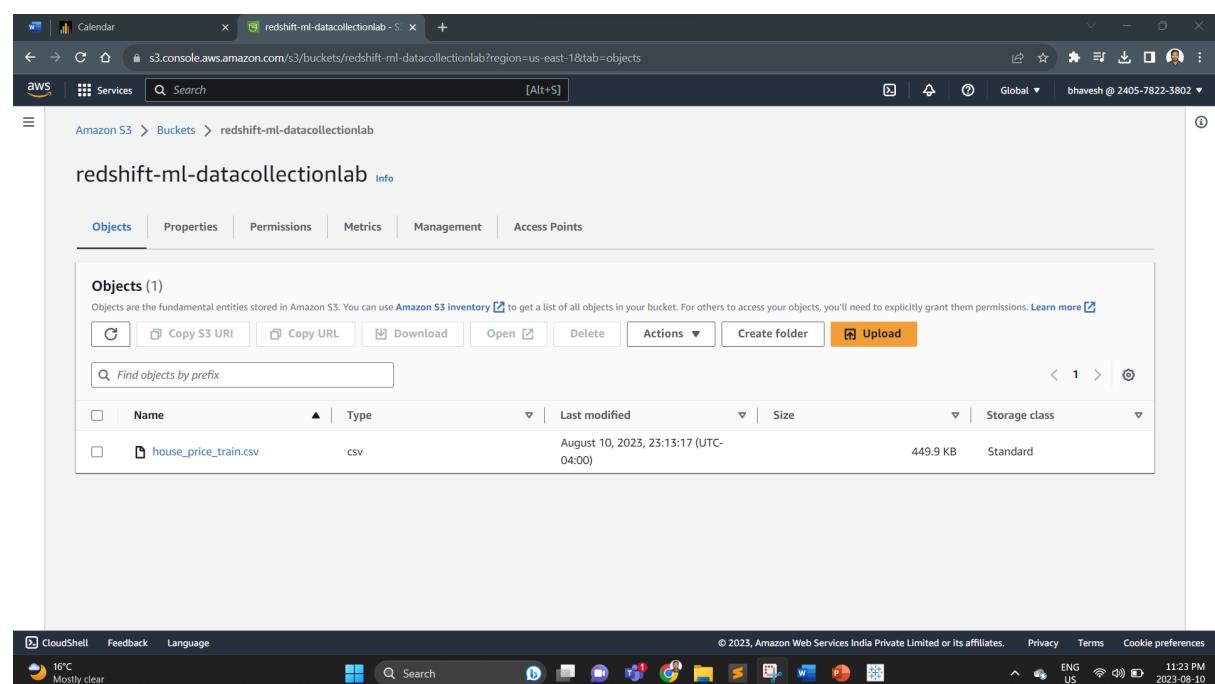 Calendar
redshift-ml-datacollectionlab - S
s3.console.aws.amazon.com/s3/buckets/redshift-ml-datacollectionlab?region=us-east-1&tab=objects
aws Services Search [Alt+S] Global bhavesh @ 2405-7822-3802
Amazon S3 > Buckets > redshift-ml-datacollectionlab
redshift-ml-datacollectionlab Info
Objects Properties Permissions Metrics Management Access Points
Objects (1)
Objects are the fundamental entities stored in Amazon S3. You can use Amazon S3 inventory to get a list of all objects in your bucket. For others to access your objects, you'll need to explicitly grant them permissions. Learn more
Copy S3 URI Copy URL Download Open Delete Actions Create folder Upload
Find objects by prefix < 1 >
Name Type Last modified Size Storage class
house_price_train.csv csv August 10, 2023, 23:13:17 (UTC-
04:00) 449.9 KB Standard
CloudShell Feedback Language © 2023, Amazon Web Services India Private Limited or its affiliates. Privacy Terms Cookie preferences
16°C
Mostly clear
Search
ENG
US
11:23 PM
2023-08-10